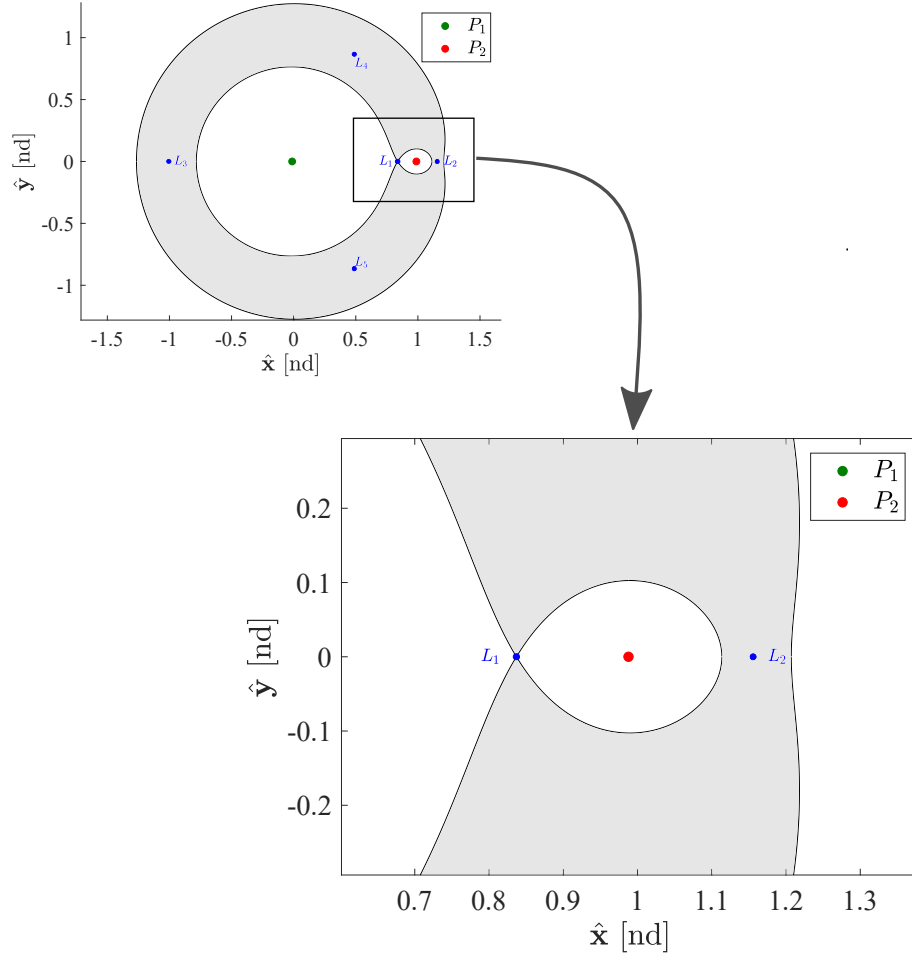 P₁
P₂
1
0.5
0
-0.5
-1
ŷ [nd]
L₄
L₃
L₁
L₂
L₅
-1.5
-1
-0.5
0
0.5
1
1.5
x̂ [nd]
P₁
P₂
0.2
0.1
0
-0.1
-0.2
ŷ [nd]
L₁
L₂
0.7
0.8
0.9
1
1.1
1.2
1.3
x̂ [nd]